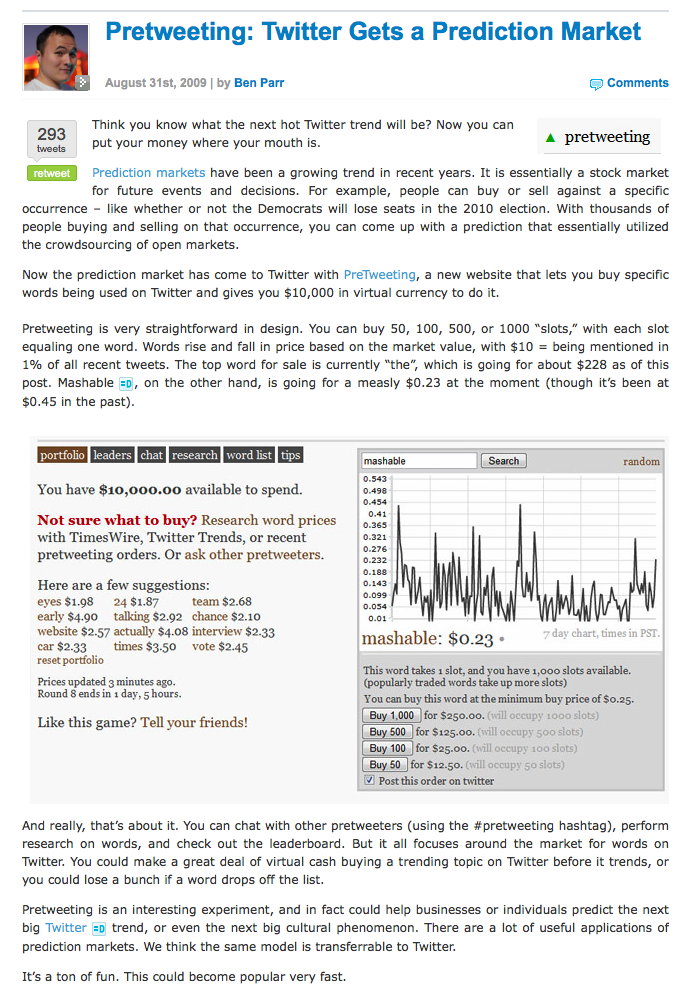 Pretweeting: Twitter Gets a Prediction Market
August 31st, 2009 | by Ben Parr
Comments
293
tweets
retweet
Think you know what the next hot Twitter trend will be? Now you can
put your money where your mouth is.
▲ pretweeting
Prediction markets have been a growing trend in recent years. It is essentially a stock market
for future events and decisions. For example, people can buy or sell against a specific
occurrence – like whether or not the Democrats will lose seats in the 2010 election. With thousands of
people buying and selling on that occurrence, you can come up with a prediction that essentially utilized
the crowdsourcing of open markets.
Now the prediction market has come to Twitter with PreTweeting, a new website that lets you buy specific
words being used on Twitter and gives you $10,000 in virtual currency to do it.
Pretweeting is very straightforward in design. You can buy 50, 100, 500, or 1000 “slots,” with each slot
equaling one word. Words rise and fall in price based on the market value, with $10 = being mentioned in
1% of all recent tweets. The top word for sale is currently “the”, which is going for about $228 as of this
post. Mashable =D, on the other hand, is going for a measly $0.23 at the moment (though it’s been at
$0.45 in the past).
portfolio leaders chat research word list tips
You have $10,000.00 available to spend.
Not sure what to buy? Research word prices
with TimesWire, Twitter Trends, or recent
pretweeting orders. Or ask other pretweeters.
Here are a few suggestions:
eyes $1.98 24 $1.87 team $2.68
early $4.90 talking $2.92 chance $2.10
website $2.57 actually $4.08 interview $2.33
car $2.33 times $3.50 vote $2.45
reset portfolio
Prices updated 3 minutes ago.
Round 8 ends in 1 day, 5 hours.
Like this game? Tell your friends!
mashable Search random
0.543
0.498
0.454
0.41
0.365
0.321
0.276
0.232
0.188
0.143
0.099
0.054
0.01
mashable: $0.23 •
7 day chart, times in PST.
This word takes 1 slot, and you have 1,000 slots available.
(popularly traded words take up more slots)
You can buy this word at the minimum buy price of $0.25.
Buy 1,000 for $250.00. (will occupy 1000 slots)
Buy 500 for $125.00. (will occupy 500 slots)
Buy 100 for $25.00. (will occupy 100 slots)
Buy 50 for $12.50. (will occupy 50 slots)
Post this order on twitter
And really, that’s about it. You can chat with other pretweeters (using the #pretweeting hashtag), perform
research on words, and check out the leaderboard. But it all focuses around the market for words on
Twitter. You could make a great deal of virtual cash buying a trending topic on Twitter before it trends, or
you could lose a bunch if a word drops off the list.
Pretweeting is an interesting experiment, and in fact could help businesses or individuals predict the next
big Twitter =D trend, or even the next big cultural phenomenon. There are a lot of useful applications of
prediction markets. We think the same model is transferrable to Twitter.
It’s a ton of fun. This could become popular very fast.